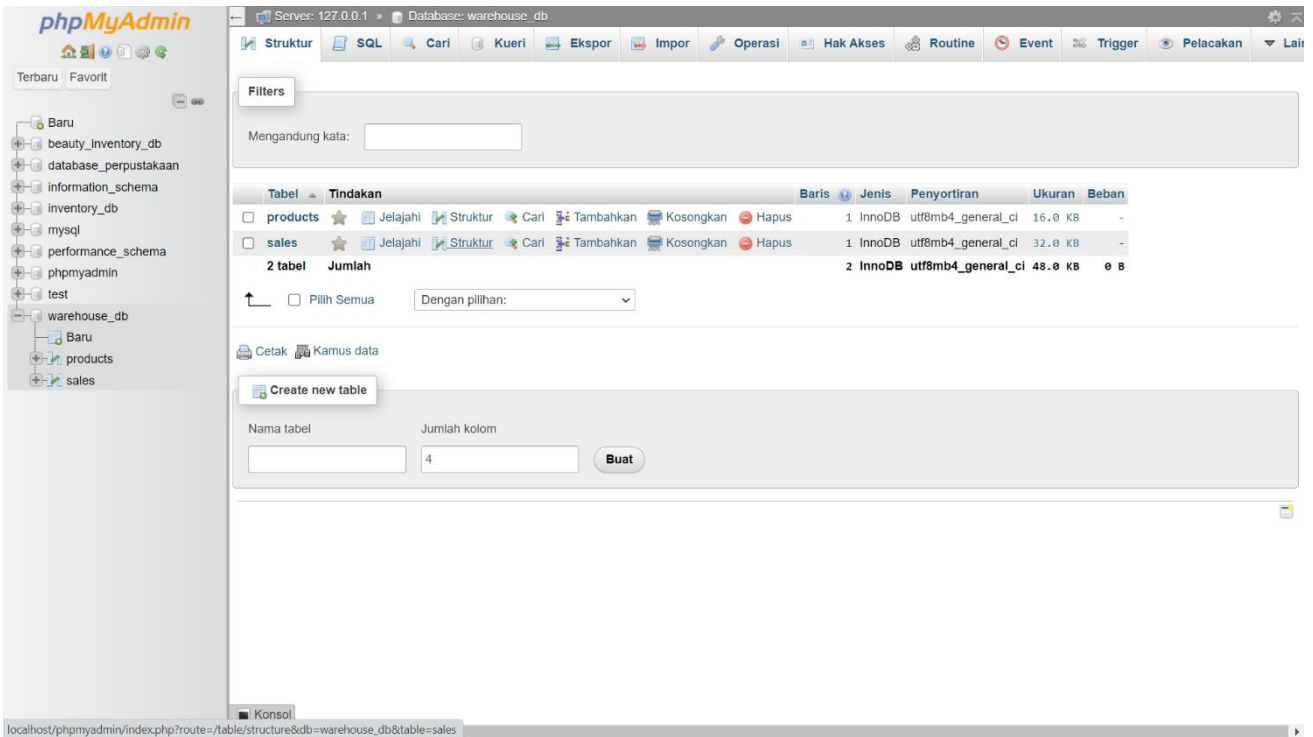 phpMyAdmin
Terbaru Favorit
Baru
beauty_inventory_db
database_perpustakaan
information_schema
inventory_db
mysql
performance_schema
phpmyadmin
test
warehouse_db
Baru
products
sales
Server: 127.0.0.1 » Database: warehouse_db
Struktur SQL Cari Kueri Ekspor Impor Operasi Hak Akses Routine Event Trigger Pelacakan Lain
Filters
Mengandung kata:
Tabel Tindakan Baris Jenis Penyortiran Ukuran Beban
products Jelajahi Struktur Cari Tambahkan Kosongkan Hapus 1 InnoDB utf8mb4_general_ci 16.0 KB -
sales Jelajahi Struktur Cari Tambahkan Kosongkan Hapus 1 InnoDB utf8mb4_general_ci 32.0 KB -
2 tabel Jumlah 2 InnoDB utf8mb4_general_ci 48.0 KB 0 B
Pilih Semua Dengan pilihan:
Cetak Kamus data
Create new table
Nama tabel Jumlah kolom
4 Buat
Konsol
localhost/phpmyadmin/index.php?route=/table/structure&db=warehouse_db&table=sales